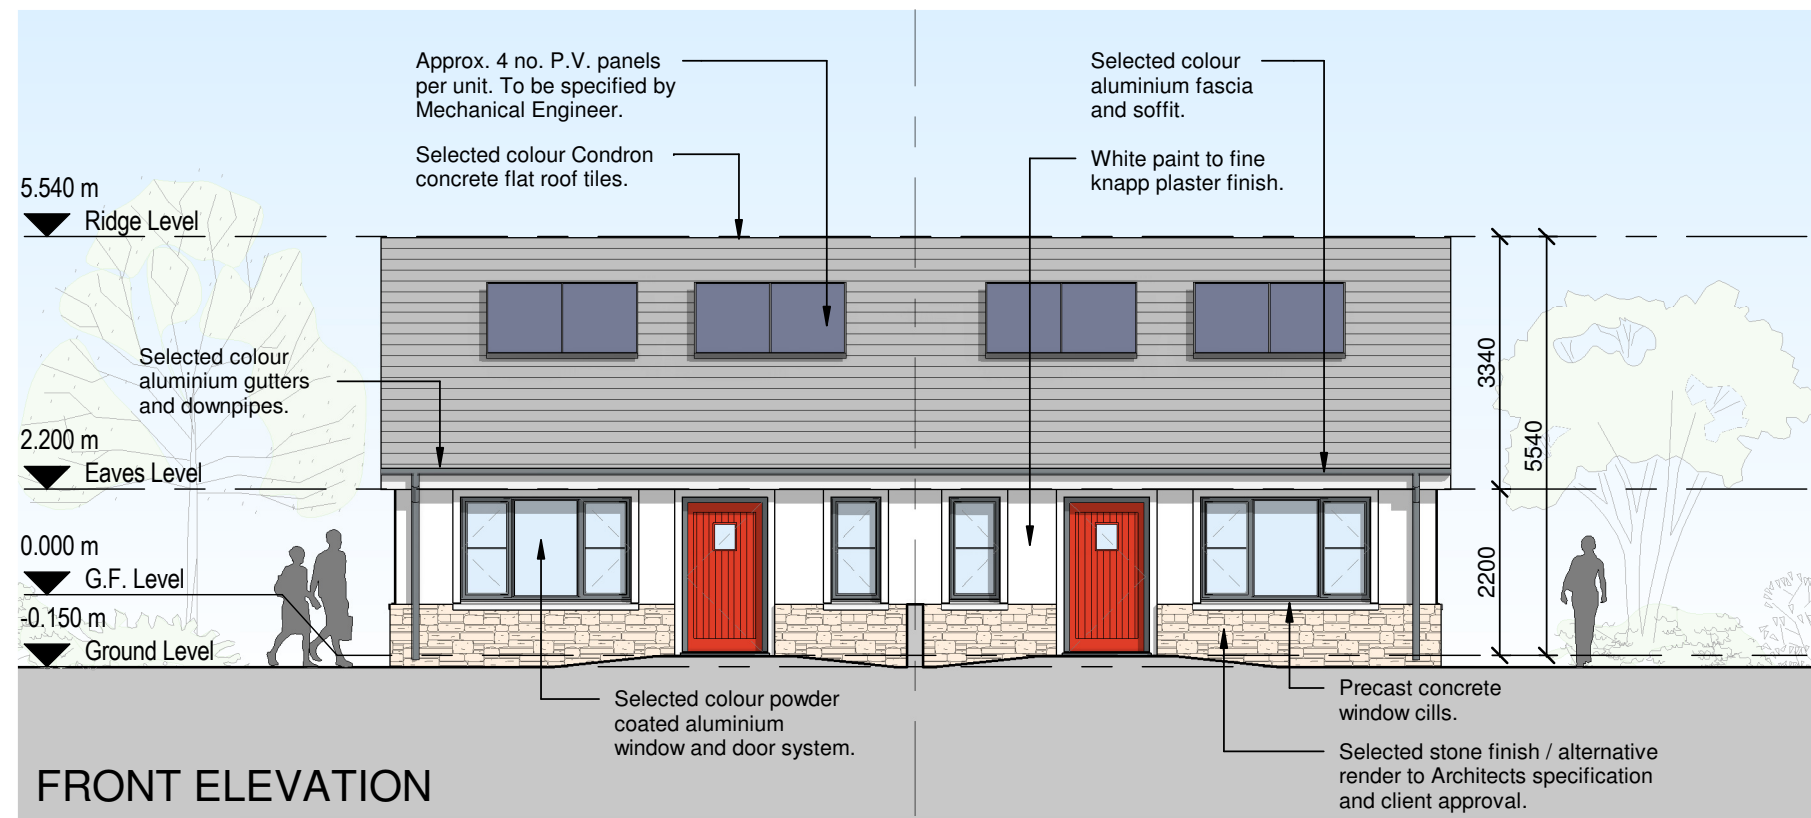 Approx. 4 no. P.V. panels
per unit. To be specified by
Mechanical Engineer.
Selected colour Condron
concrete flat roof tiles.
Selected colour
aluminium fascia
and soffit.
White paint to fine
knapp plaster finish.
5.540 m
Ridge Level
Selected colour
aluminium gutters
and downpipes.
2.200 m
Eaves Level
0.000 m
G.F. Level
-0.150 m
Ground Level
3340
5540
2200
Selected colour powder
coated aluminium
window and door system.
Precast concrete
window cills.
Selected stone finish / alternative
render to Architects specification
and client approval.
FRONT ELEVATION